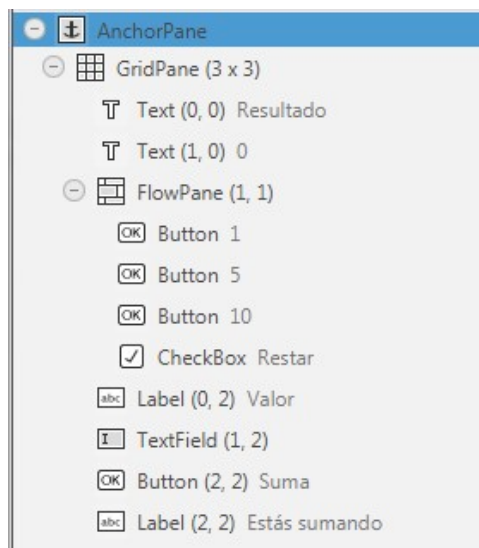 AnchorPane
GridPane (3 x 3)
Text (0, 0) Resultado
Text (1, 0) 0
FlowPane (1, 1)
OK Button 1
OK Button 5
OK Button 10
CheckBox Restar
abc Label (0, 2) Valor
TextField (1, 2)
OK Button (2, 2) Suma
abc Label (2, 2) Estás sumando